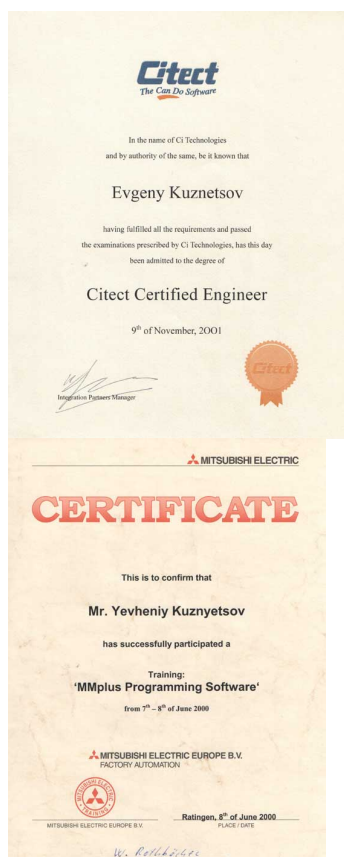 Citect
The Can Do Software
In the name of Ci Technologies
and by authority of the same, be it known that
Evgeny Kuznetsov
having fulfilled all the requirements and passed
the examinations prescribed by Ci Technologies, has this day
been admitted to the degree of
Citect Certified Engineer
9th of November, 2OO1
Citect
Integration Partners Manager
MITSUBISHI ELECTRIC
CERTIFICATE
This is to confirm that
Mr. Yevheniy Kuznyetsov
has successfully participated a
Training:
'MMplus Programming Software'
from 7th – 8th of June 2000
MITSUBISHI ELECTRIC EUROPE B.V.
FACTORY AUTOMATION
MITSUBISHI ELECTRIC
TRAINING
Ratingen, 8th of June 2000
MITSUBISHI ELECTRIC EUROPE B.V.
PLACE / DATE
W.